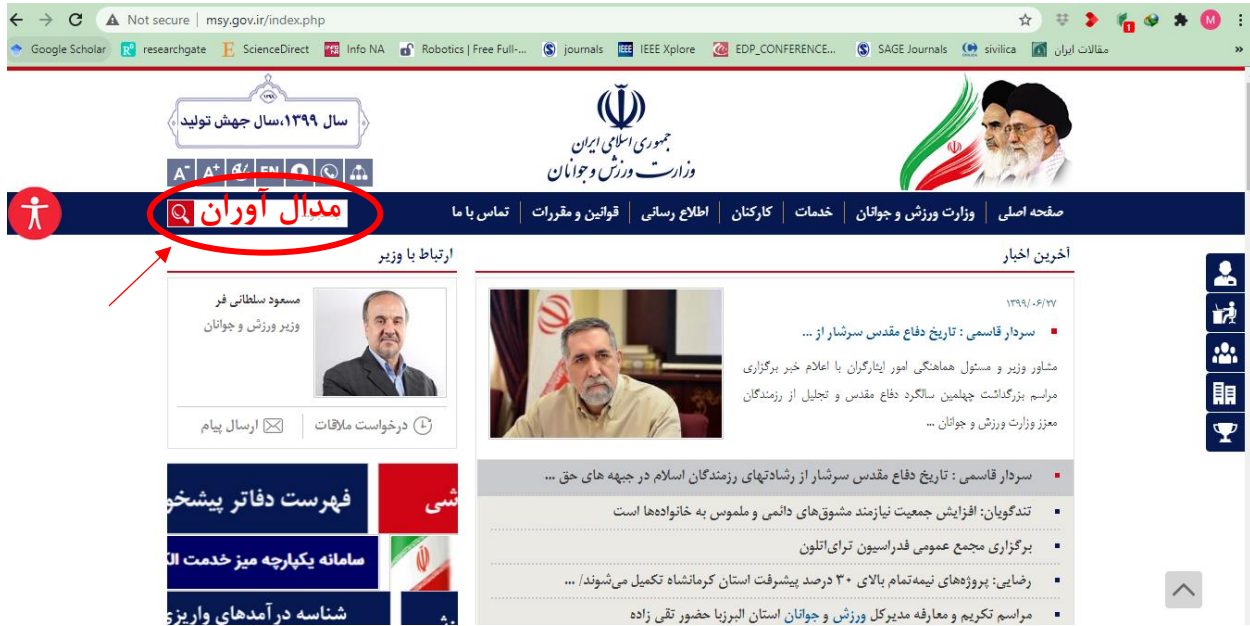 Not secure | msy.gov.ir/index.php
Google Scholar researchgate ScienceDirect Info NA Robotics | Free Full-... journals IEEE Xplore EDP_CONFERENCE... SAGE Journals sivilica مقالات ایران »
سال ۱۳۹۹،سال جهش تولید
جمهوری اسلامی ایران
وزارت ورزش و جوانان
A- A+ EN
صفحه اصلی | وزارت ورزش و جوانان | خدمات | کارکنان | اطلاع رسانی | قوانین و مقررات | تماس با ما
مدال آوران
آخرین اخبار
۱۳۹۹/۰۶/۲۷
سردار قاسمی : تاریخ دفاع مقدس سرشار از ...
مشاور وزیر و مسئول هماهنگی امور ایثارگران با اعلام خبر برگزاری
مراسم بزرگداشت چهلمین سالگرد دفاع مقدس و تجلیل از رزمندگان
معزز وزارت ورزش و جوانان ...
سردار قاسمی : تاریخ دفاع مقدس سرشار از رشادتهای رزمندگان اسلام در جبهه های حق ...
تندگویان: افزایش جمعیت نیازمند مشوق‌های دائمی و ملموس به خانواده‌ها است
برگزاری مجمع عمومی فدراسیون ترای‌اتلون
رضایی: پروژه‌های نیمه‌تمام بالای ۳۰ درصد پیشرفت استان کرمانشاه تکمیل می‌شوند/ ...
مراسم تکریم و معارفه مدیرکل ورزش و جوانان استان البرزبا حضور تقی زاده
ارتباط با وزیر
مسعود سلطانی فر
وزیر ورزش و جوانان
درخواست ملاقات
ارسال پیام
شی
فهرست دفاتر پیشخو
سامانه یکپارچه میز خدمت الک
شناسه درآمدهای واریزی